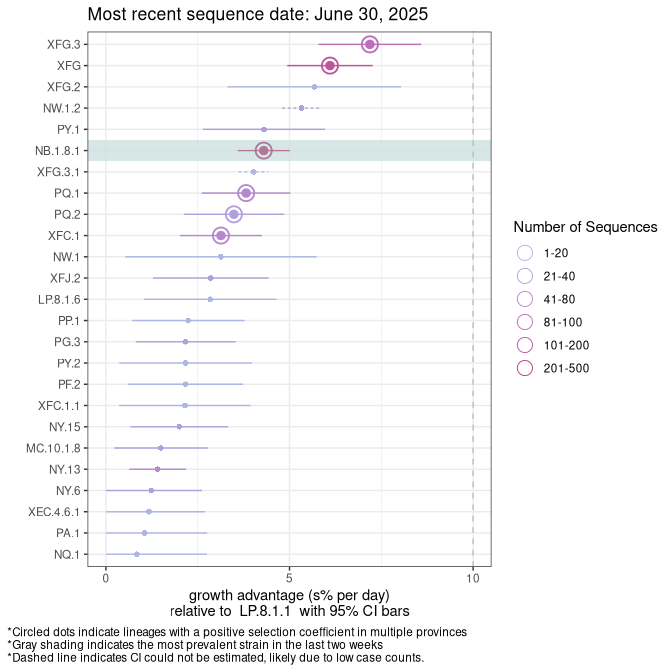 Most recent sequence date: June 30, 2025
XFG.3
XFG
XFG.2
NW.1.2
PY.1
NB.1.8.1
XFG.3.1
PQ.1
PQ.2
XFC.1
NW.1
XFJ.2
LP.8.1.6
PP.1
PG.3
PY.2
PF.2
XFC.1.1
NY.15
MC.10.1.8
NY.13
NY.6
XEC.4.6.1
PA.1
NQ.1
0 5 10
growth advantage (s% per day)
relative to LP.8.1.1 with 95% CI bars
Number of Sequences
1-20
21-40
41-80
81-100
101-200
201-500
*Circled dots indicate lineages with a positive selection coefficient in multiple provinces
*Gray shading indicates the most prevalent strain in the last two weeks
*Dashed line indicates CI could not be estimated, likely due to low case counts.